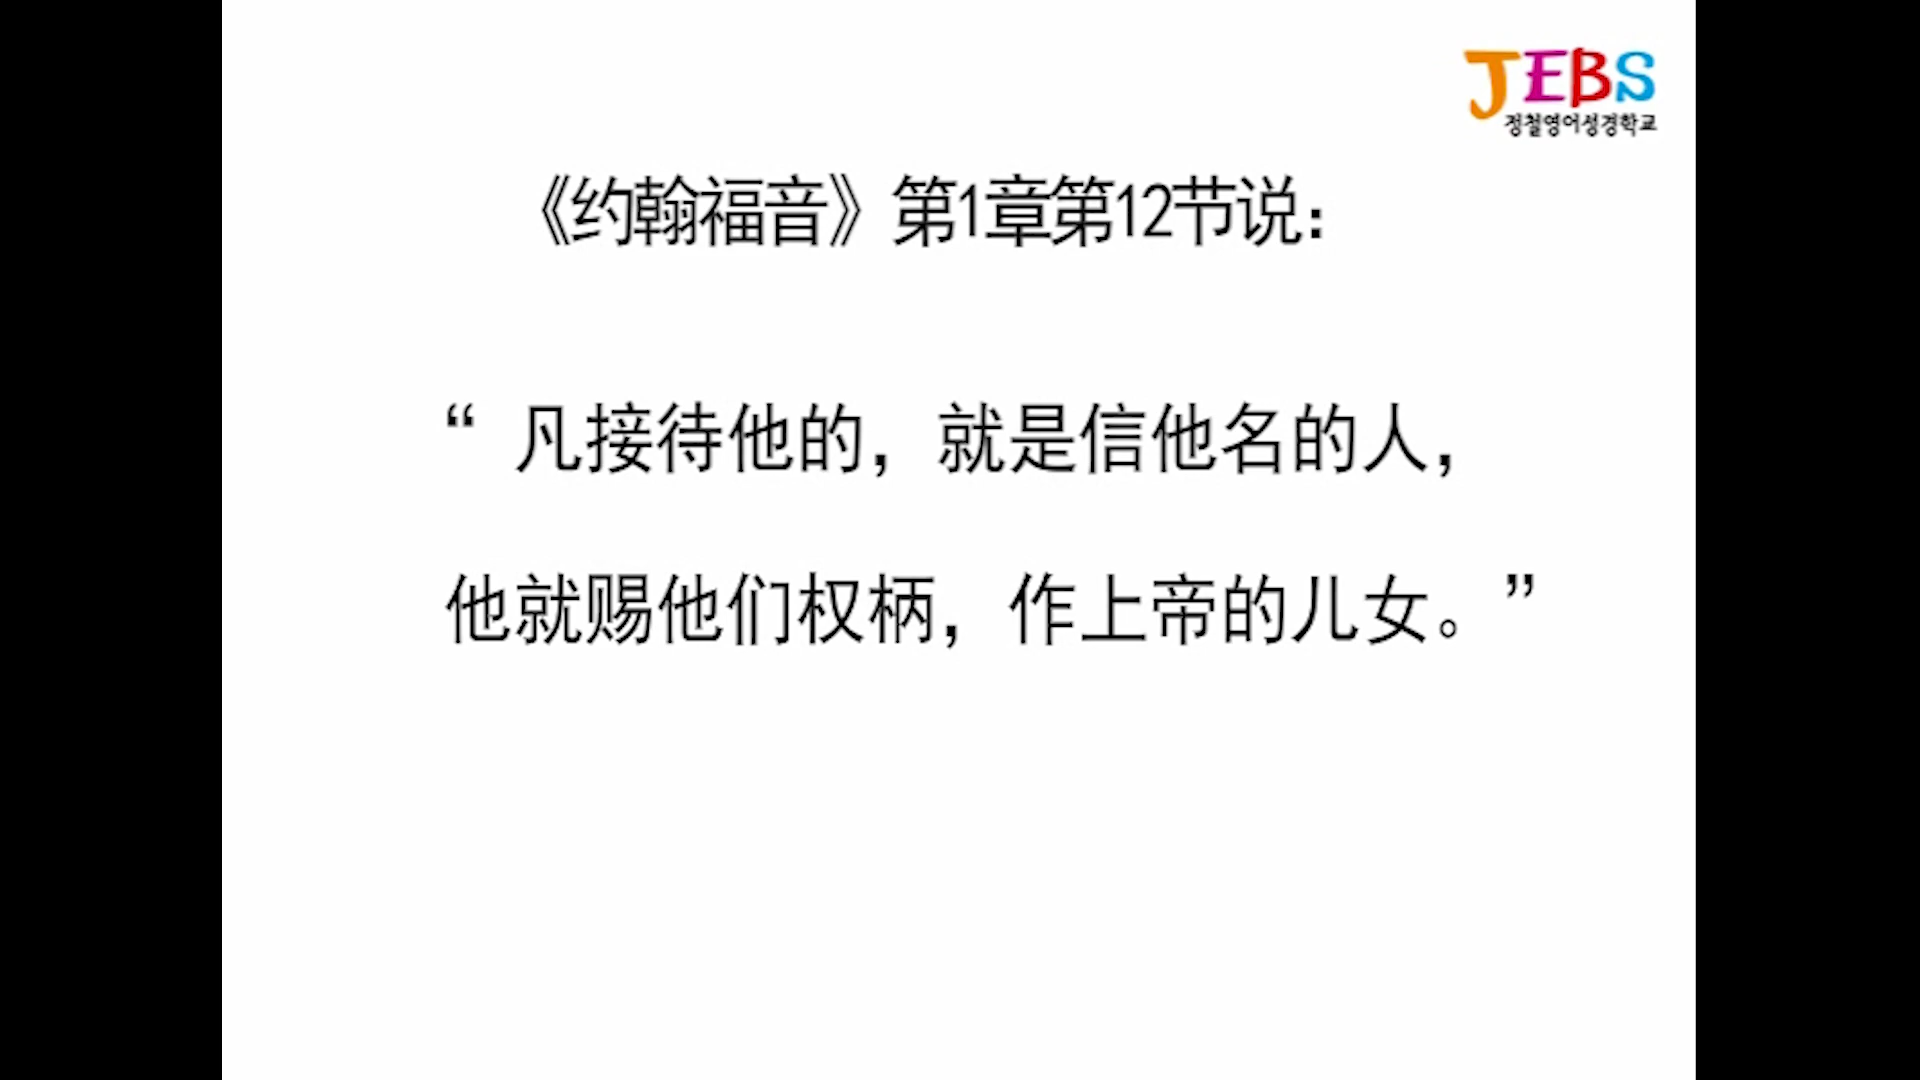 JEBS
정철영어성경학교
《约翰福音》第1章第12节说：
“ 凡接待他的，就是信他名的人，
他就赐他们权柄，作上帝的儿女。”